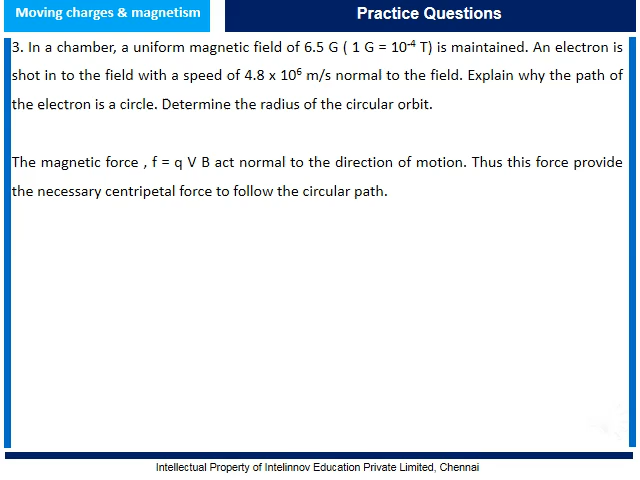 Moving charges & magnetism
Practice Questions
3. In a chamber, a uniform magnetic field of 6.5 G ( 1 G = 10⁻⁴ T) is maintained. An electron is
shot in to the field with a speed of 4.8 x 10⁶ m/s normal to the field. Explain why the path of
the electron is a circle. Determine the radius of the circular orbit.
The magnetic force , f = q V B act normal to the direction of motion. Thus this force provide
the necessary centripetal force to follow the circular path.
Intellectual Property of Intelinnov Education Private Limited, Chennai